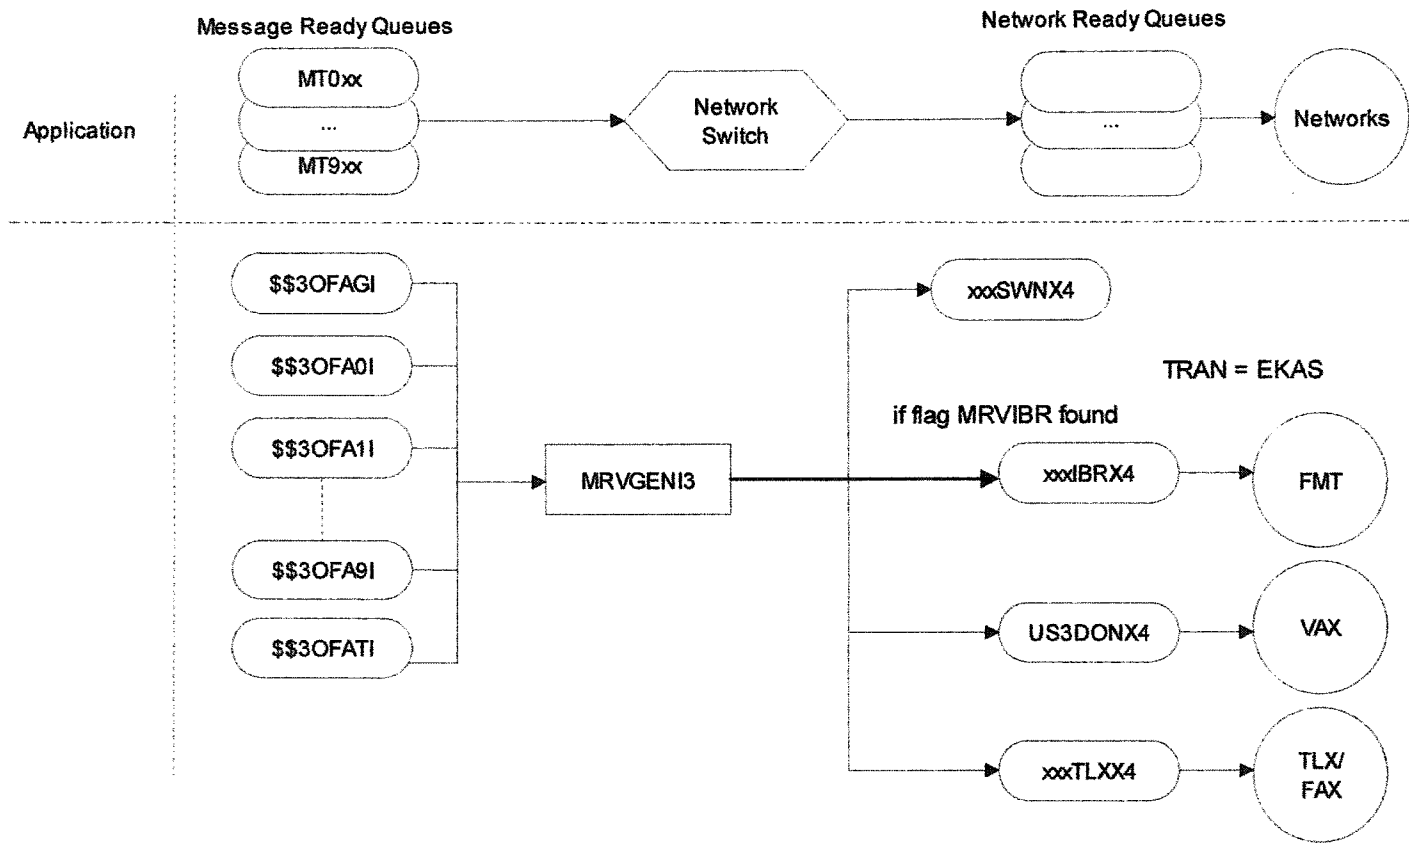 Message Ready Queues
Network Ready Queues
MT0xx
...
MT9xx
Application
Network
Switch
...
Networks
$$3OFAGI
$$3OFA0I
$$3OFA1I
$$3OFA9I
$$3OFATI
MRVGENI3
xxxSWNX4
TRAN = EKAS
if flag MRVIBR found
xxxIBRX4
FMT
US3DONX4
VAX
xxxTLXX4
TLX/
FAX